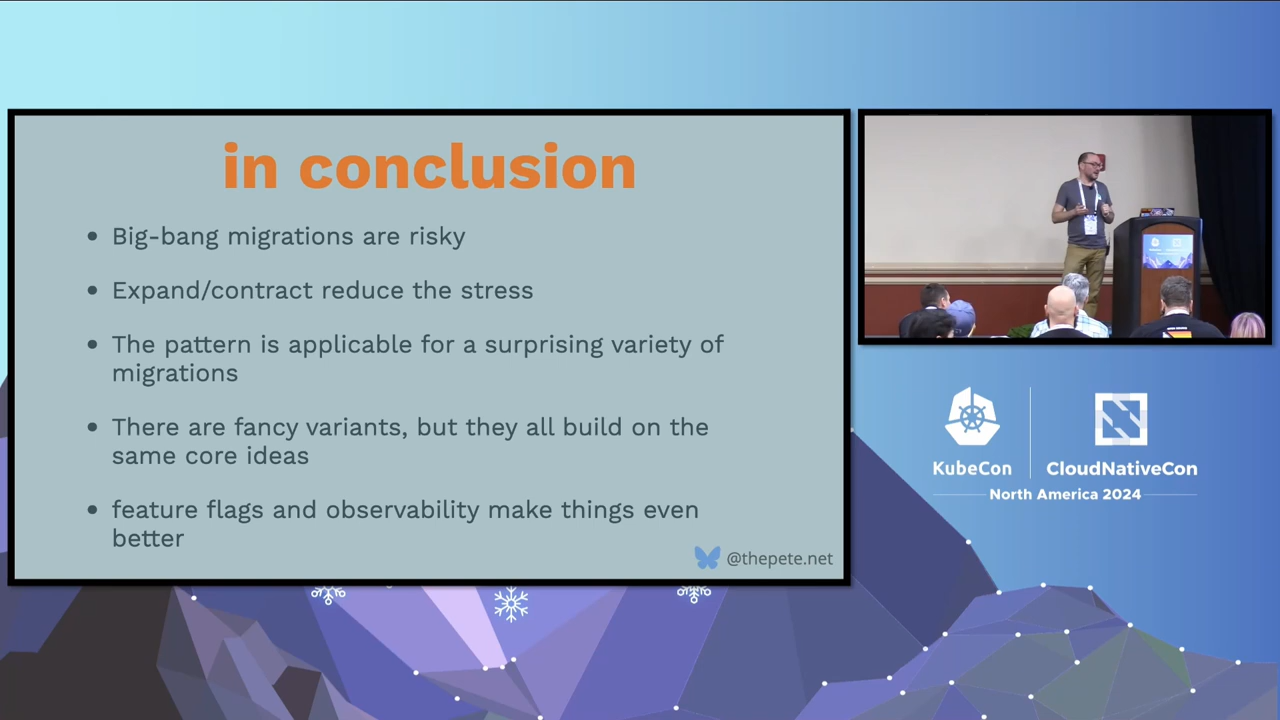 in conclusion
• Big-bang migrations are risky
• Expand/contract reduce the stress
• The pattern is applicable for a surprising variety of
migrations
• There are fancy variants, but they all build on the
same core ideas
• feature flags and observability make things even
better
@thepete.net
KubeCon
CloudNativeCon
North America 2024